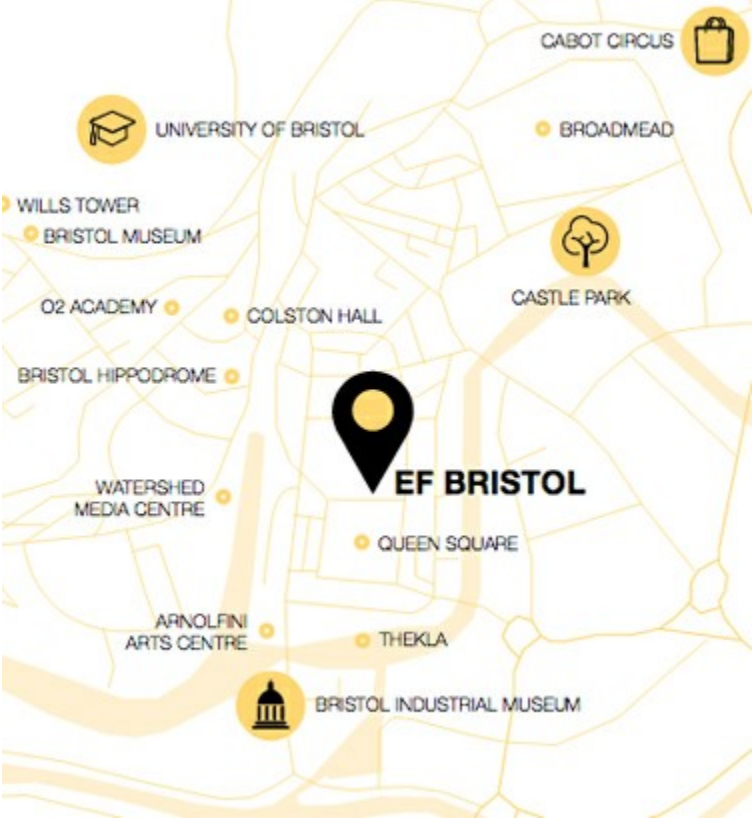 CABOT CIRCUS
UNIVERSITY OF BRISTOL
BROADMEAD
WILLS TOWER
BRISTOL MUSEUM
CASTLE PARK
O2 ACADEMY
COLSTON HALL
BRISTOL HIPPODROME
EF BRISTOL
WATERSHED
MEDIA CENTRE
QUEEN SQUARE
ARNOLFINI
ARTS CENTRE
THEKLA
BRISTOL INDUSTRIAL MUSEUM